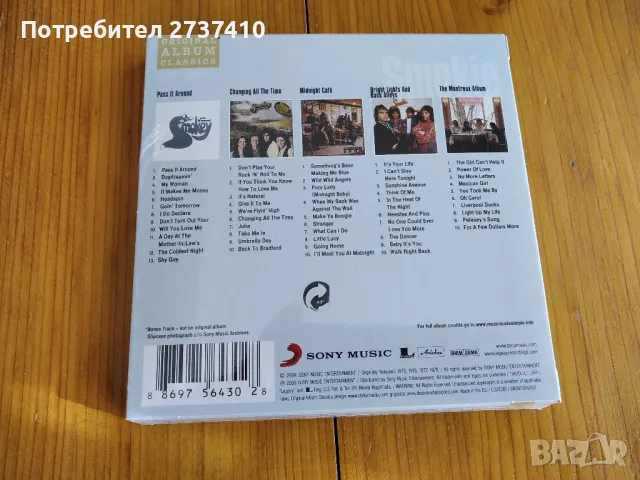 Потребител 2737410
ORIGINAL
ALBUM
CLASSICS
Smokie
Pass It Around
1. Pass It Around
2. Daydreamin'
3. My Woman
4. It Makes Me Money
5. Headspin
6. Goin' Tomorrow
7. I Do Declare
8. Don't Turn Out Your
9. Will You Love Me
10. A Day At The
Mother-In-Law's
12. The Coldest Night
13. Shy Guy
Changing All The Time
1. Don't Play Your
Rock 'N' Roll To Me
2. If You Think You Know
How To Love Me
3. It's Natural
4. Give It To Me
5. We're Flyin' High
6. Changing All The Time
7. Julie
8. Take Me In
9. Umbrella Day
10. Back To Bradford
Midnight Café
1. Something's Been
Making Me Blue
2. Wild Wild Angels
3. Poor Lady
(Midnight Baby)
4. When My Back Was
Against The Wall
5. Make Ya Boogie
6. Stranger
7. What Can I Do
8. Little Lucy
9. Going Home
10. I'll Meet You At Midnight
Bright Lights And
Back Alleys
1. It's Your Life
2. I Can't Stay
Here Tonight
3. Sunshine Avenue
4. Think Of Me
5. In The Heat Of
The Night
6. Needles And Pins
7. No One Could Ever
Love You More
8. The Dancer
9. Baby It's You
10. Walk Right Back
The Montreux Album
1. The Girl Can't Help It
2. Power Of Love
3. No More Letters
4. Mexican Girl
5. You Took Me By
6. Oh Carol
7. Liverpool Docks
8. Light Up My Life
9. Petesey's Song
10. For A Few Dollars More
*Bonus Track - not on original album
Slipcase photograph c/o Sony Music Archives
For full album credits go to
SONY MUSIC
Arista
8 86975 64302 8
BAZAR